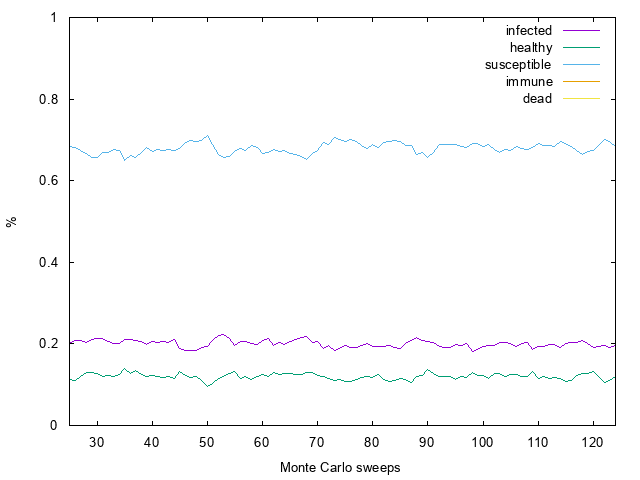 1
infected
healthy
susceptible
immune
dead
0.8
0.6
%
0.4
0.2
0
30 40 50 60 70 80 90 100 110 120
Monte Carlo sweeps